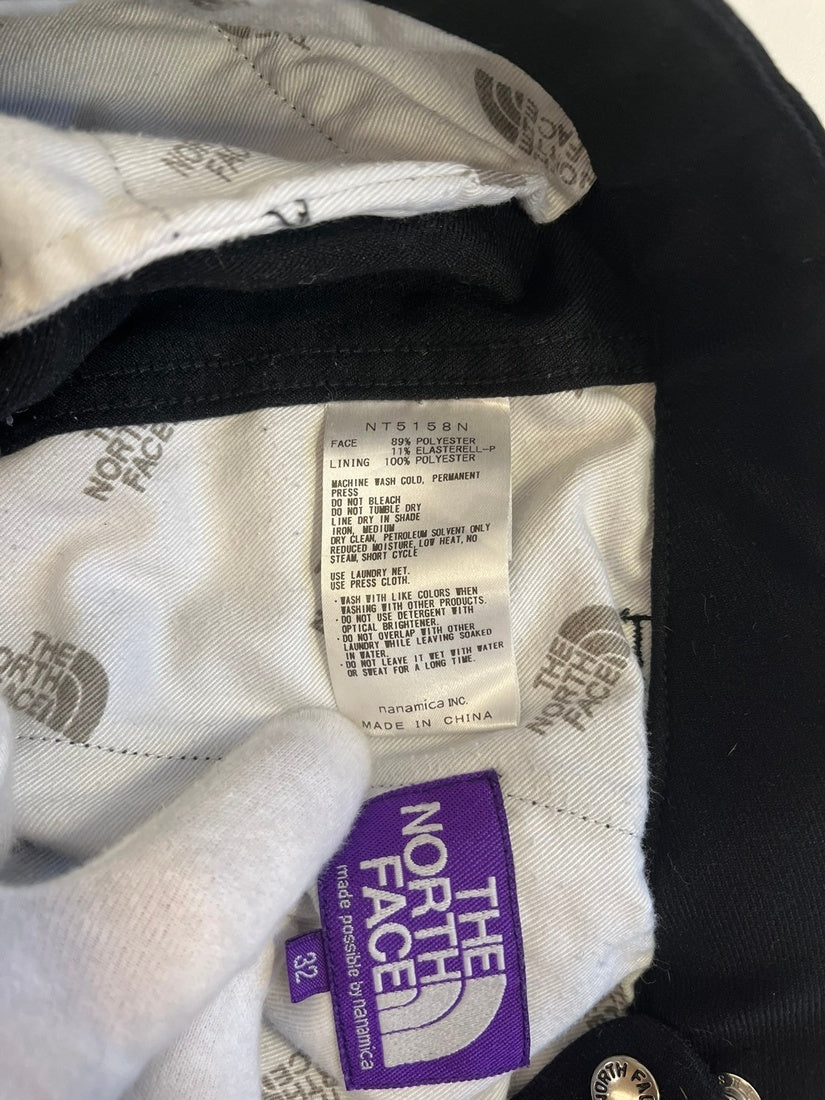 THE
NORTH
FACE
NORTH
FACE
NT5158N
FACE 89% POLYESTER
11% ELASTERELL-P
LINING 100% POLYESTER
MACHINE WASH COLD, PERMANENT
PRESS
DO NOT BLEACH
DO NOT TUMBLE DRY
LINE DRY IN SHADE
IRON, MEDIUM
DRY CLEAN, PETROLEUM SOLVENT ONLY
REDUCED MOISTURE, LOW HEAT, NO
STEAM, SHORT CYCLE
USE LAUNDRY NET.
USE PRESS CLOTH.
・WASH WITH LIKE COLORS WHEN
WASHING WITH OTHER PRODUCTS.
・DO NOT USE DETERGENT WITH
OPTICAL BRIGHTENER.
・DO NOT OVERLAP WITH OTHER
LAUNDRY WHILE LEAVING SOAKED
IN WATER.
・DO NOT LEAVE IT WET WITH WATER
OR SWEAT FOR A LONG TIME.
nanamica INC.
MADE IN CHINA
THE
NORTH
FACE
THE
NORTH
FACE
THE
NORTH
FACE
made possible by nanamica
32
NORTH FAC